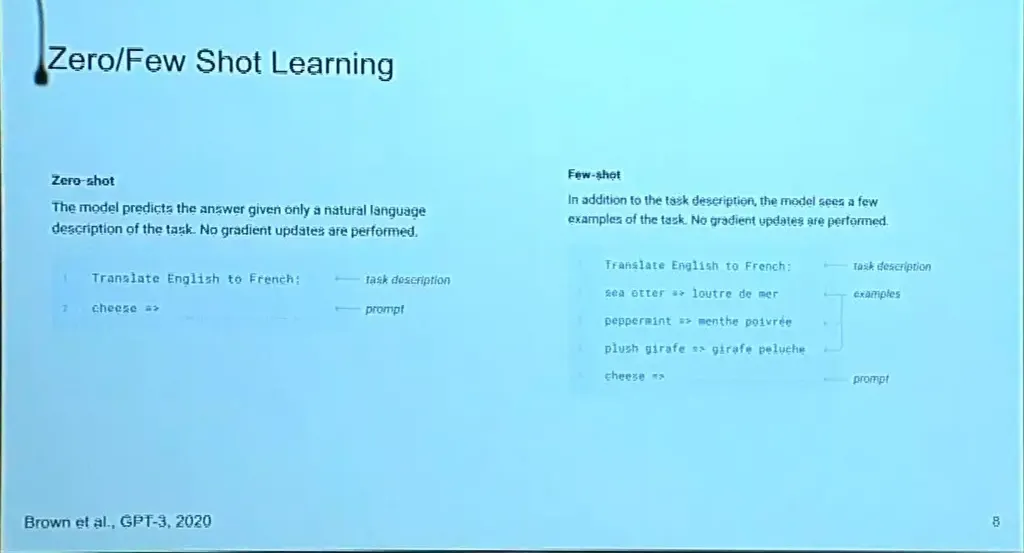 Zero/Few Shot Learning
Zero-shot
The model predicts the answer given only a natural language
description of the task. No gradient updates are performed.
1 Translate English to French: ← task description
2 cheese => ← prompt
Few-shot
In addition to the task description, the model sees a few
examples of the task. No gradient updates are performed.
Translate English to French: ← task description
sea otter => loutre de mer ← examples
peppermint => menthe poivrée ←
plush girafe => girafe peluche ←
cheese => ← prompt
Brown et al., GPT-3, 2020
8